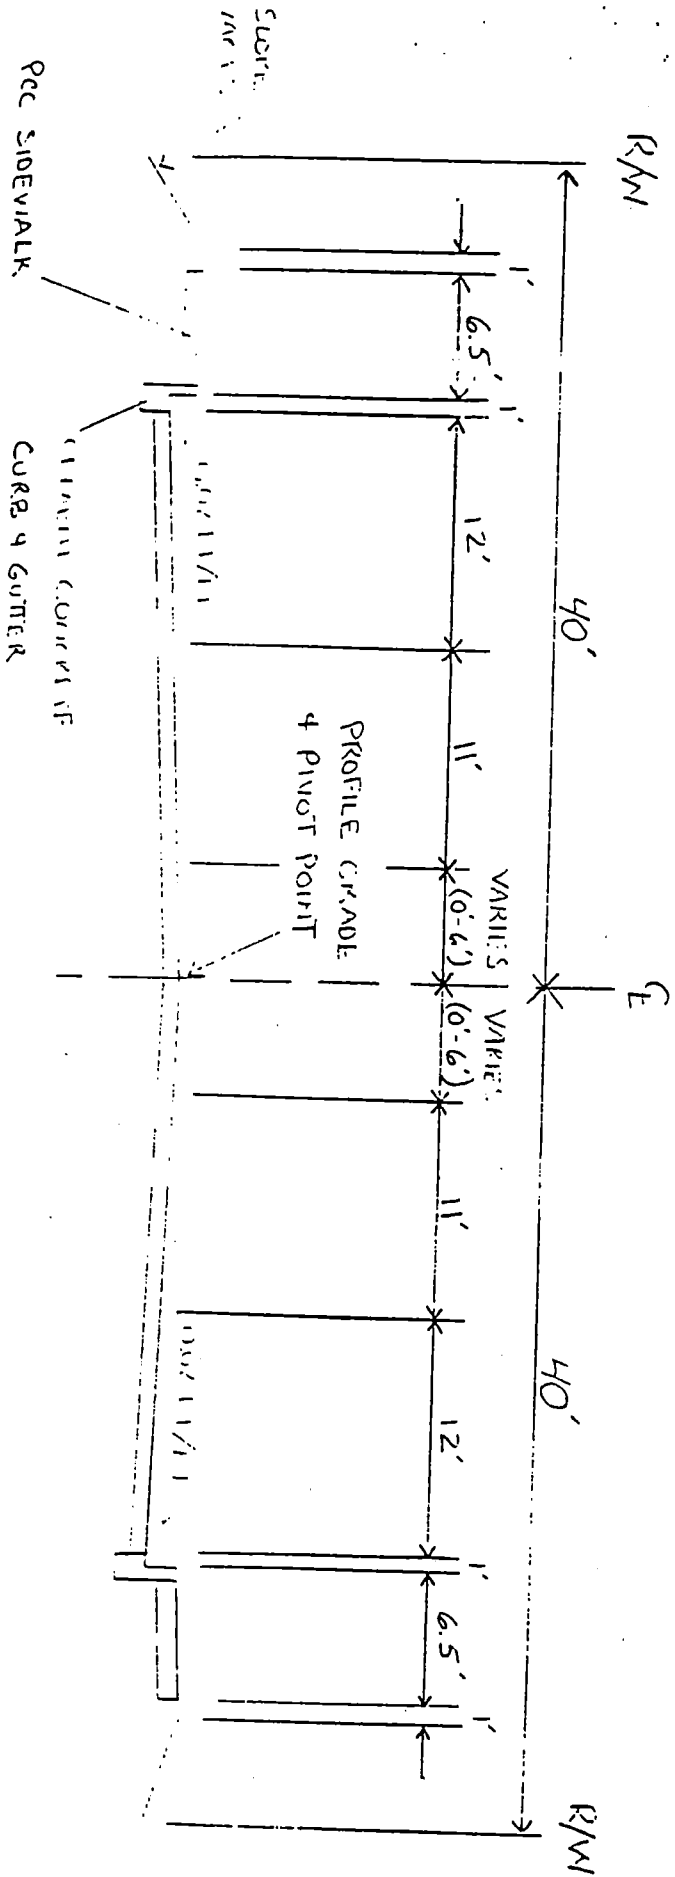 R/W
℄
R/W
40'
40'
1'
6.5'
1'
12'
11'
VARIES
(0'-6')
VARIES
(0'-6')
11'
12'
1'
6.5'
1'
PROFILE GRADE
& PIVOT POINT
PCC SIDEWALK
CURB & GUTTER